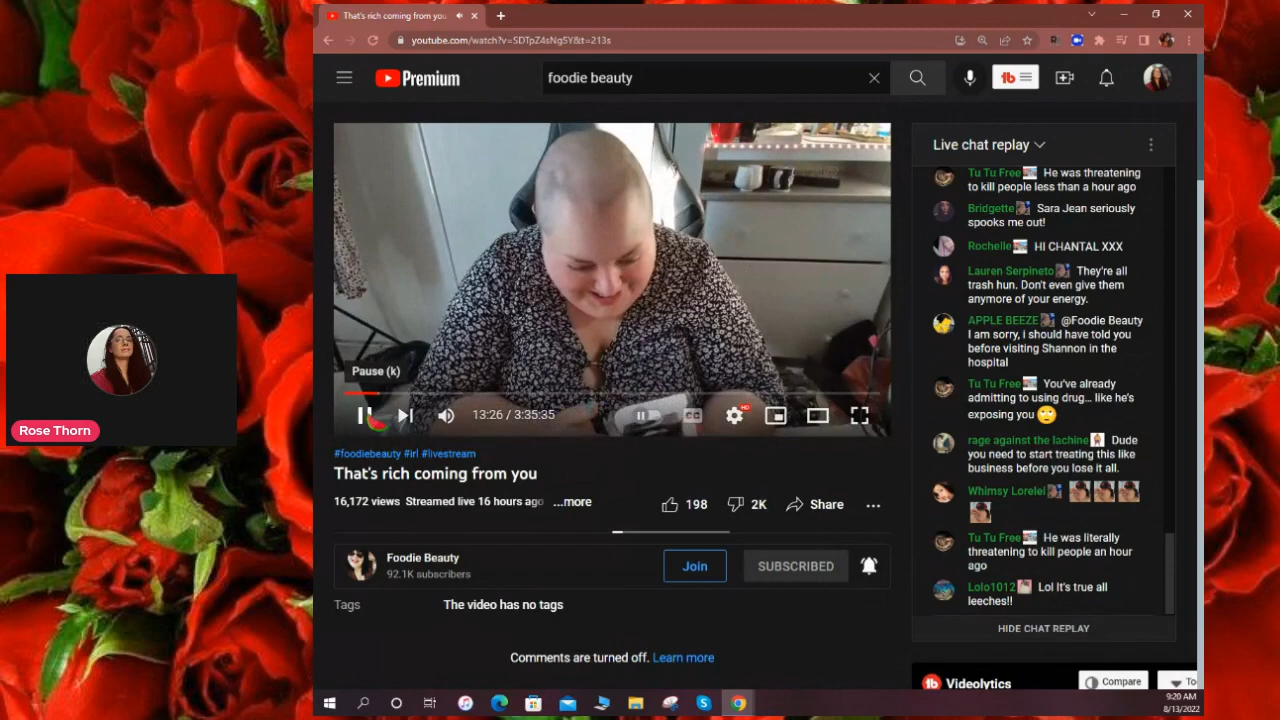 That's rich coming from you
youtube.com/watch?v=SDTpZ4sNg5Y&t=213s
Premium
foodie beauty
Live chat replay
Tu Tu Free He was threatening
to kill people less than a hour ago
Bridgette Sara Jean seriously
spooks me out!
Rochelle HI CHANTAL XXX
Lauren Serpineto They're all
trash hun. Don't even give them
anymore of your energy.
APPLE BEEZE @Foodie Beauty
I am sorry, i should have told you
before visiting Shannon in the
hospital
Tu Tu Free You've already
admitting to using drug... like he's
exposing you
rage against the lachine Dude
you need to start treating this like
business before you lose it all.
Whimsy Lorelei
Tu Tu Free He was literally
threatening to kill people an hour
ago
Lolo1012 Lol It's true all
leeches!!
HIDE CHAT REPLAY
Pause (k)
13:26 / 3:35:35
CC
HD
Rose Thorn
#foodiebeauty #irl #livestream
That's rich coming from you
16,172 views Streamed live 16 hours ago ...more
198 2K Share
Foodie Beauty
92.1K subscribers
Join SUBSCRIBED
Tags The video has no tags
Comments are turned off. Learn more
Videolytics Compare To
9:20 AM
8/13/2022